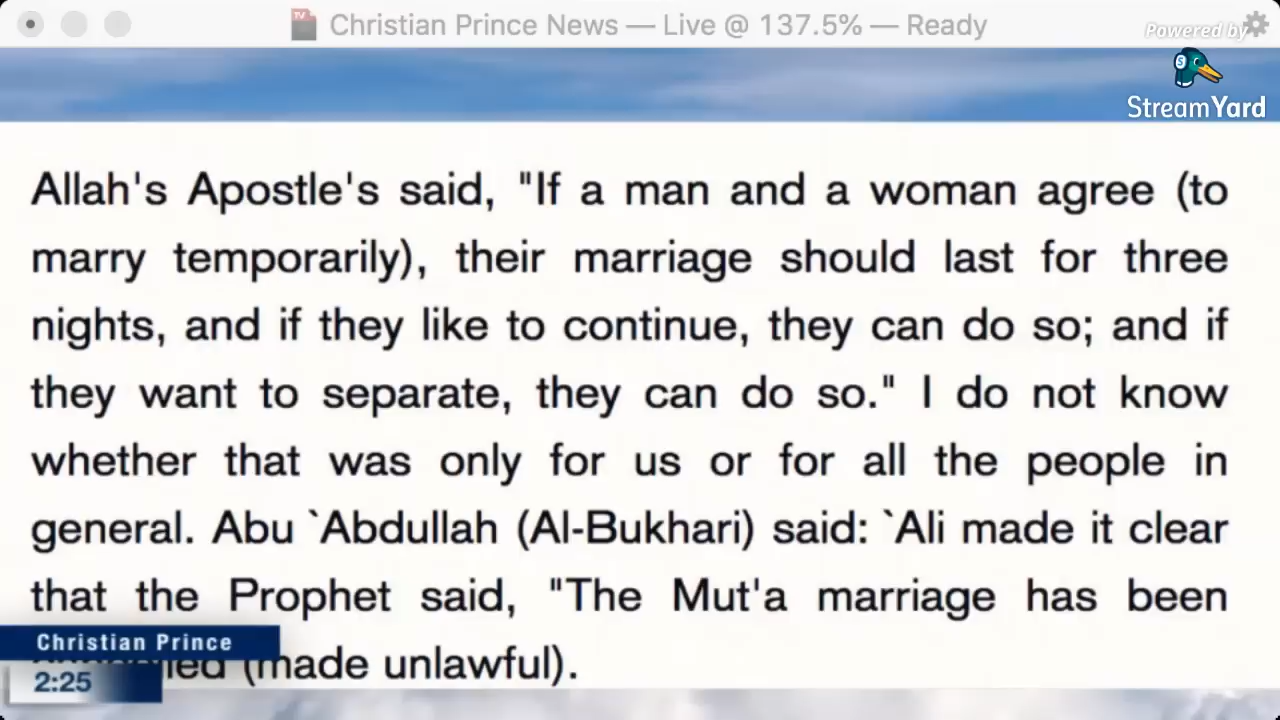 Christian Prince News — Live @ 137.5% — Ready
Powered by
StreamYard
Allah's Apostle's said, "If a man and a woman agree (to
marry temporarily), their marriage should last for three
nights, and if they like to continue, they can do so; and if
they want to separate, they can do so." I do not know
whether that was only for us or for all the people in
general. Abu `Abdullah (Al-Bukhari) said: `Ali made it clear
that the Prophet said, "The Mut'a marriage has been
(made unlawful).
Christian Prince
2:25